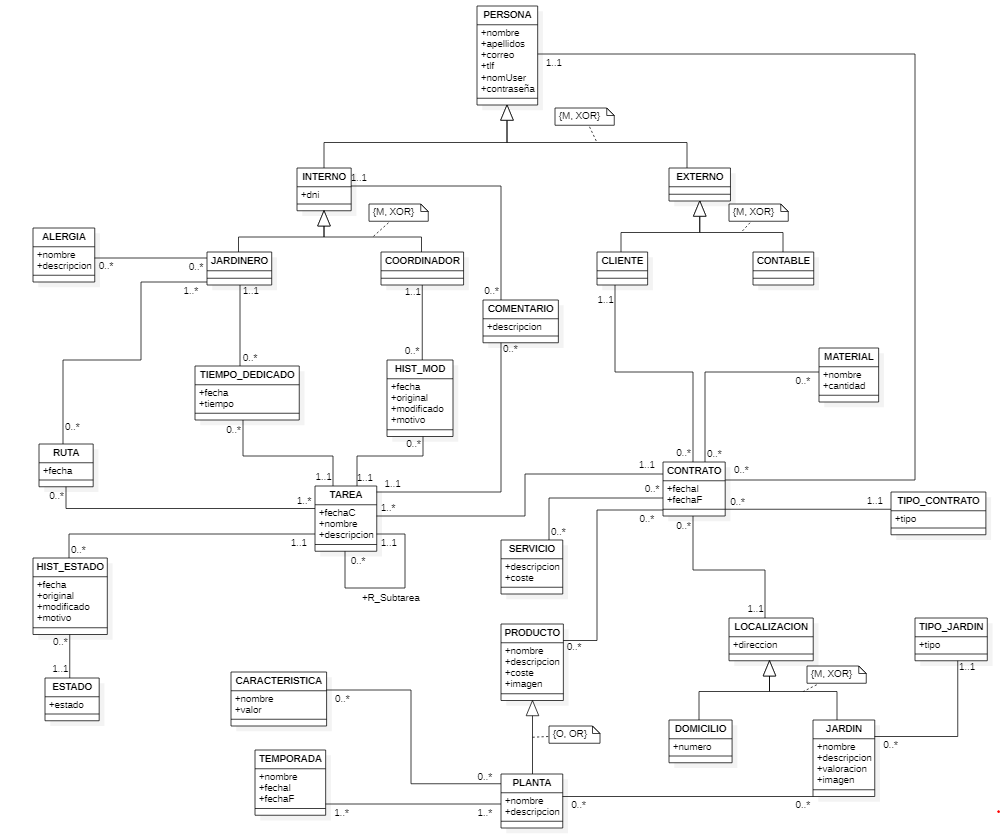 PERSONA
+nombre
+apellidos
+correo
+tlf
+nomUser
+contraseña
1..1
{M, XOR}
INTERNO
+dni
1..1
EXTERNO
{M, XOR}
{M, XOR}
ALERGIA
+nombre
+descripcion
0..*
0..*
JARDINERO
1..*
1..1
COORDINADOR
1..1
CLIENTE
1..1
CONTABLE
0..*
COMENTARIO
+descripcion
0..*
0..*
TIEMPO_DEDICADO
+fecha
+tiempo
0..*
0..*
HIST_MOD
+fecha
+original
+modificado
+motivo
0..*
MATERIAL
+nombre
+cantidad
0..*
0..*
RUTA
+fecha
0..*
1..1
1..1
1..1
1..*
TAREA
+fechaC
+nombre
+descripcion
1..*
1..1
1..1
0..*
+R_Subtarea
1..1
0..*
0..*
CONTRATO
+fechaI
+fechaF
0..*
0..*
0..*
0..*
0..*
1..1
TIPO_CONTRATO
+tipo
0..*
SERVICIO
+descripcion
+coste
0..*
HIST_ESTADO
+fecha
+original
+modificado
+motivo
0..*
1..1
ESTADO
+estado
PRODUCTO
+nombre
+descripcion
+coste
+imagen
0..*
1..1
LOCALIZACION
+direccion
TIPO_JARDIN
+tipo
1..1
{M, XOR}
CARACTERISTICA
+nombre
+valor
0..*
{O, OR}
DOMICILIO
+numero
JARDIN
+nombre
+descripcion
+valoracion
+imagen
0..*
0..*
TEMPORADA
+nombre
+fechaI
+fechaF
1..*
0..*
1..*
PLANTA
+nombre
+descripcion
0..*